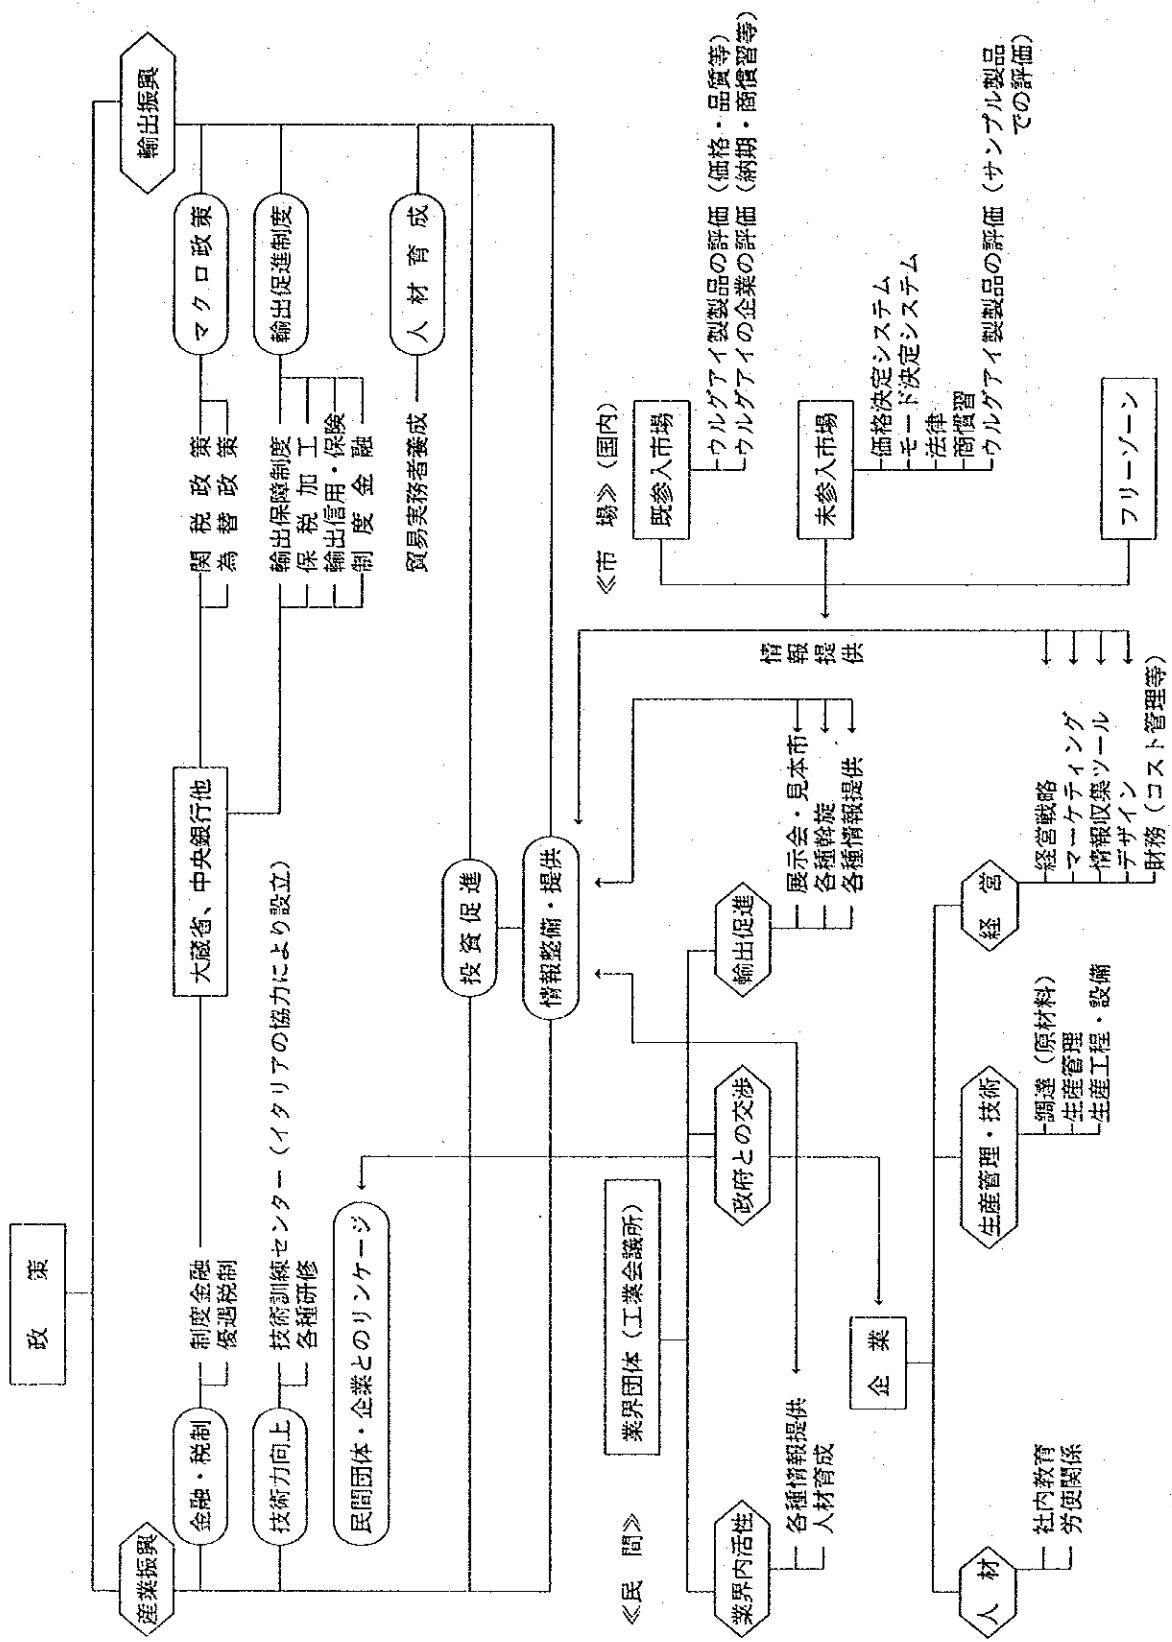 政 策
産業振興
輸出振興
金融・税制
制度金融
優遇税制
大蔵省、中央銀行他
関税政策
為替政策
マクロ政策
技術力向上
技術訓練センター（イタリアの協力により設立）
各種研修
輸出保障制度
保税加工
輸出信用・保険
制度金融
輸出促進制度
民間団体・企業とのリンケージ
貿易実務者養成
人材育成
投資促進
情報整備・提供
≪民 間≫
業界団体（工業会議所）
業界内活性
各種情報提供
人材育成
政府との交渉
輸出促進
展示会・見本市
各種斡旋
各種情報提供
企 業
人 材
社内教育
労使関係
生産管理・技術
調達（原材料）
生産管理
生産工程・設備
経 営
経営戦略
マーケティング
情報収集ツール
デザイン
財務（コスト管理等）
情報提供
≪市 場≫（国内）
既参入市場
ウルグアイ製製品の評価（価格・品質等）
ウルグアイの企業の評価（納期・商慣習等）
未参入市場
価格決定システム
モード決定システム
法律
商慣習
ウルグアイ製製品の評価（サンプル製品
での評価）
フリーゾーン